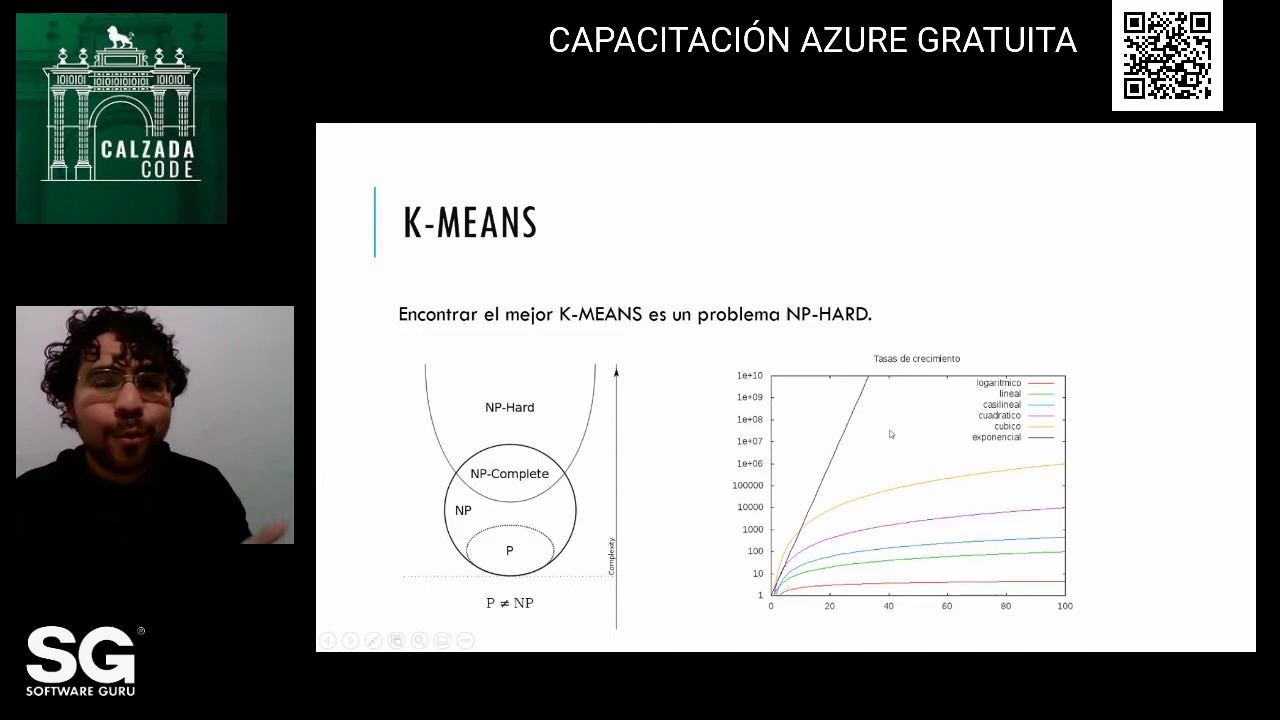 CAPACITACIÓN AZURE GRATUITA
CALZADA
CODE
K-MEANS
Encontrar el mejor K-MEANS es un problema NP-HARD.
NP-Hard
NP-Complete
NP
P
P ≠ NP
Complexity
Tasas de crecimiento
1e+10
1e+09
1e+08
1e+07
1e+06
100000
10000
1000
100
10
1
0
20
40
60
80
100
logaritmico
lineal
casilineal
cuadratico
cubico
exponencial
SG®
SOFTWARE GURU